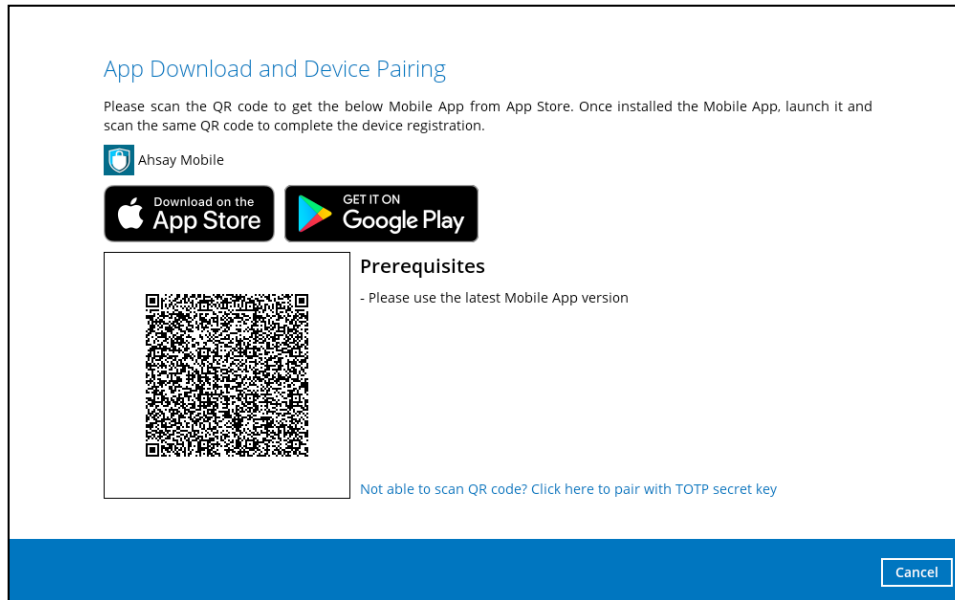 App Download and Device Pairing
Please scan the QR code to get the below Mobile App from App Store. Once installed the Mobile App, launch it and
scan the same QR code to complete the device registration.
Ahsay Mobile
Download on the
App Store
GET IT ON
Google Play
Prerequisites
- Please use the latest Mobile App version
Not able to scan QR code? Click here to pair with TOTP secret key
Cancel